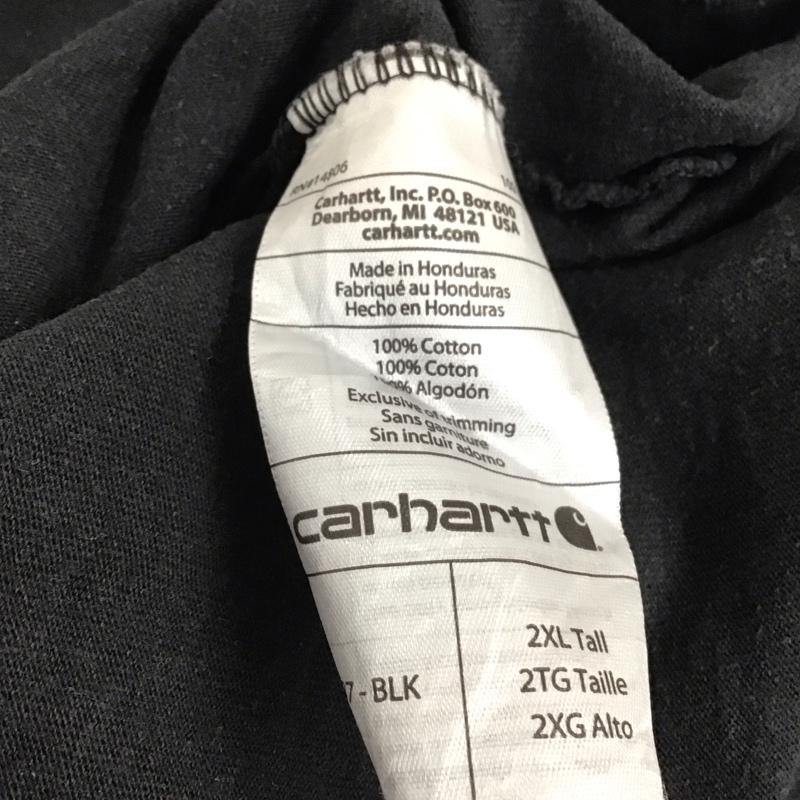 RN#14806
Carhartt, Inc. P.O. Box 600
Dearborn, MI 48121 USA
carhartt.com
Made in Honduras
Fabriqué au Honduras
Hecho en Honduras
100% Cotton
100% Coton
Algodón
Exclusive of trimming
Sans garniture
Sin incluir adorno
carhartt
7 - BLK
2XL Tall
2TG Taille
2XG Alto